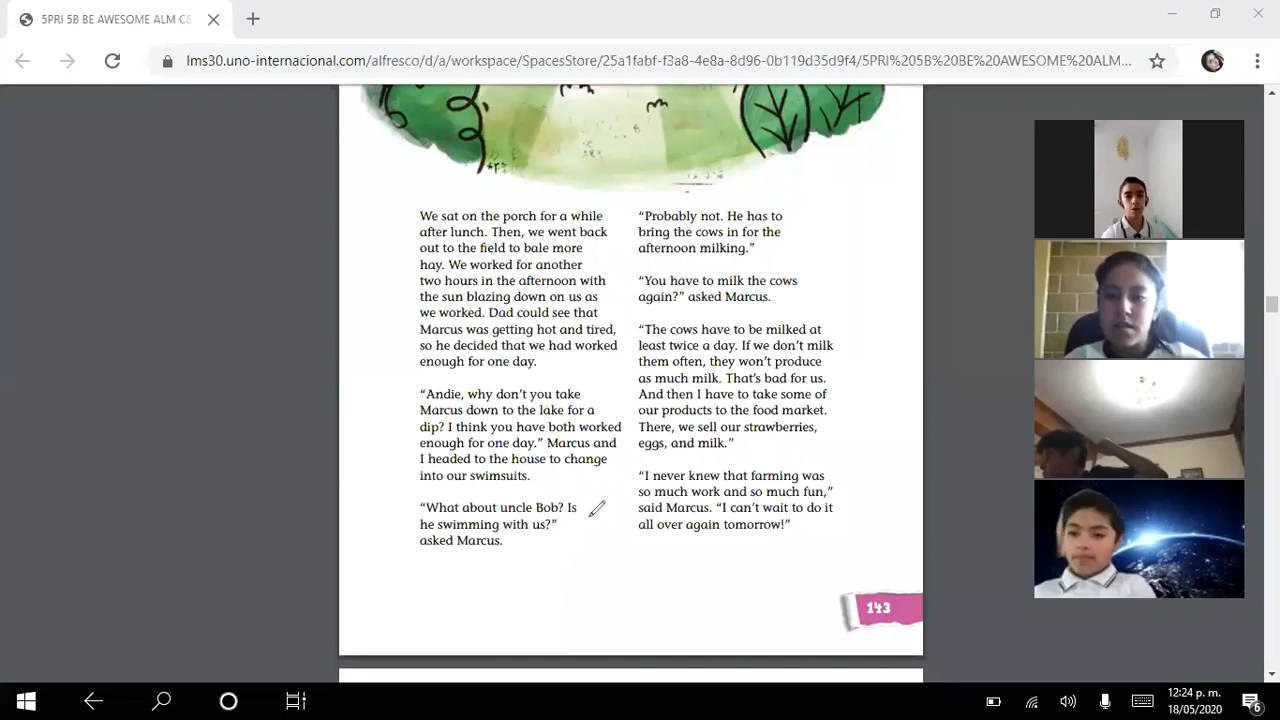 5PRI 5B BE AWESOME ALM C8
lms30.uno-internacional.com/alfresco/d/a/workspace/SpacesStore/25a1fabf-f3a8-4e8a-8d96-0b119d35d9f4/5PRI%205B%20BE%20AWESOME%20ALM...
We sat on the porch for a while
after lunch. Then, we went back
out to the field to bale more
hay. We worked for another
two hours in the afternoon with
the sun blazing down on us as
we worked. Dad could see that
Marcus was getting hot and tired,
so he decided that we had worked
enough for one day.
“Andie, why don’t you take
Marcus down to the lake for a
dip? I think you have both worked
enough for one day.” Marcus and
I headed to the house to change
into our swimsuits.
“What about uncle Bob? Is
he swimming with us?”
asked Marcus.
“Probably not. He has to
bring the cows in for the
afternoon milking.”
“You have to milk the cows
again?” asked Marcus.
“The cows have to be milked at
least twice a day. If we don’t milk
them often, they won’t produce
as much milk. That’s bad for us.
And then I have to take some of
our products to the food market.
There, we sell our strawberries,
eggs, and milk.”
“I never knew that farming was
so much work and so much fun,”
said Marcus. “I can’t wait to do it
all over again tomorrow!”
143
12:24 p. m.
18/05/2020
6